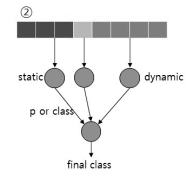 ②
static
dynamic
p or class
final class